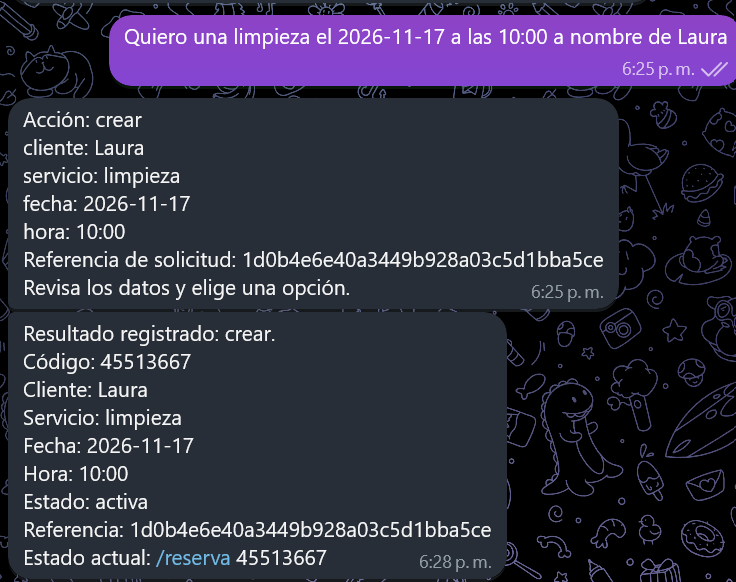 Quiero una limpieza el 2026-11-17 a las 10:00 a nombre de Laura
6:25 p. m.
Acción: crear
cliente: Laura
servicio: limpieza
fecha: 2026-11-17
hora: 10:00
Referencia de solicitud: 1d0b4e6e40a3449b928a03c5d1bba5ce
Revisa los datos y elige una opción.
6:25 p. m.
Resultado registrado: crear.
Código: 45513667
Cliente: Laura
Servicio: limpieza
Fecha: 2026-11-17
Hora: 10:00
Estado: activa
Referencia: 1d0b4e6e40a3449b928a03c5d1bba5ce
Estado actual: /reserva 45513667
6:28 p. m.